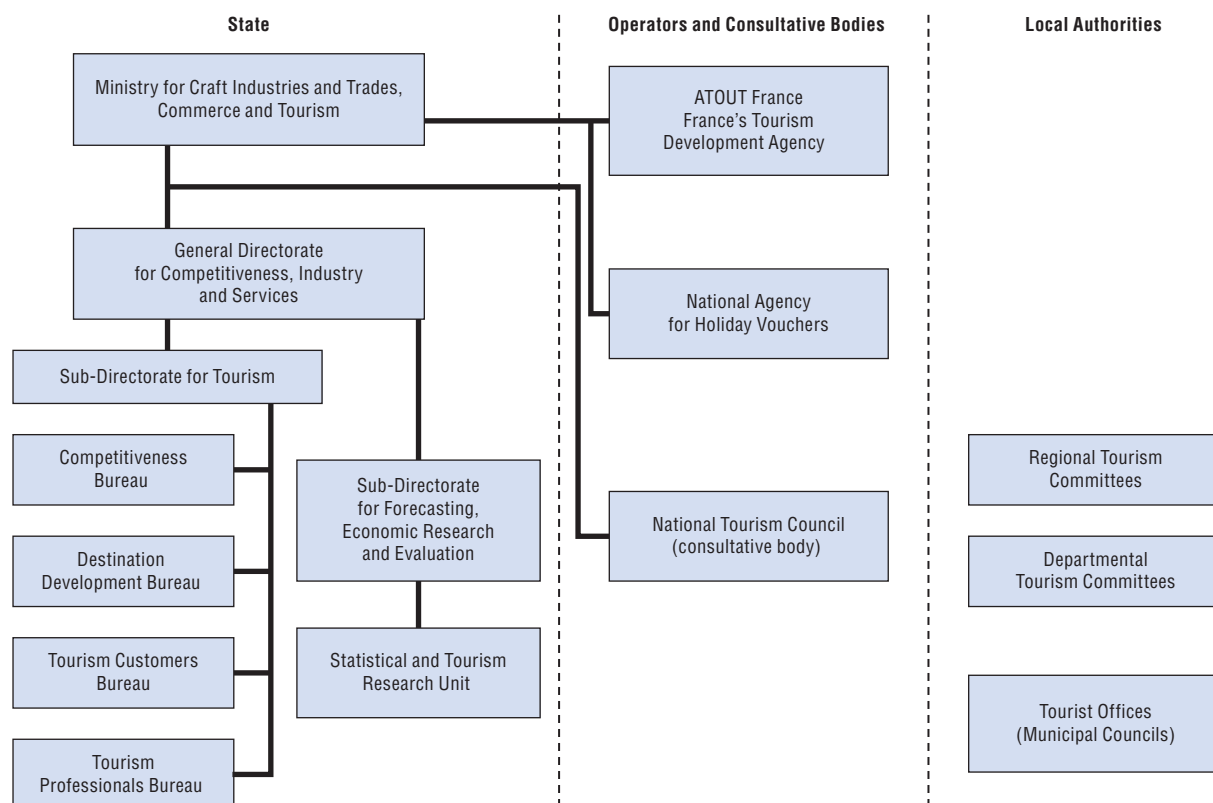 State
Operators and Consultative Bodies
Local Authorities
Ministry for Craft Industries and Trades,
Commerce and Tourism
ATOUT France
France's Tourism
Development Agency
General Directorate
for Competitiveness, Industry
and Services
National Agency
for Holiday Vouchers
Sub-Directorate for Tourism
Competitiveness
Bureau
Sub-Directorate
for Forecasting,
Economic Research
and Evaluation
National Tourism Council
(consultative body)
Regional Tourism
Committees
Destination
Development Bureau
Departmental
Tourism Committees
Tourism Customers
Bureau
Statistical and Tourism
Research Unit
Tourist Offices
(Municipal Councils)
Tourism
Professionals Bureau